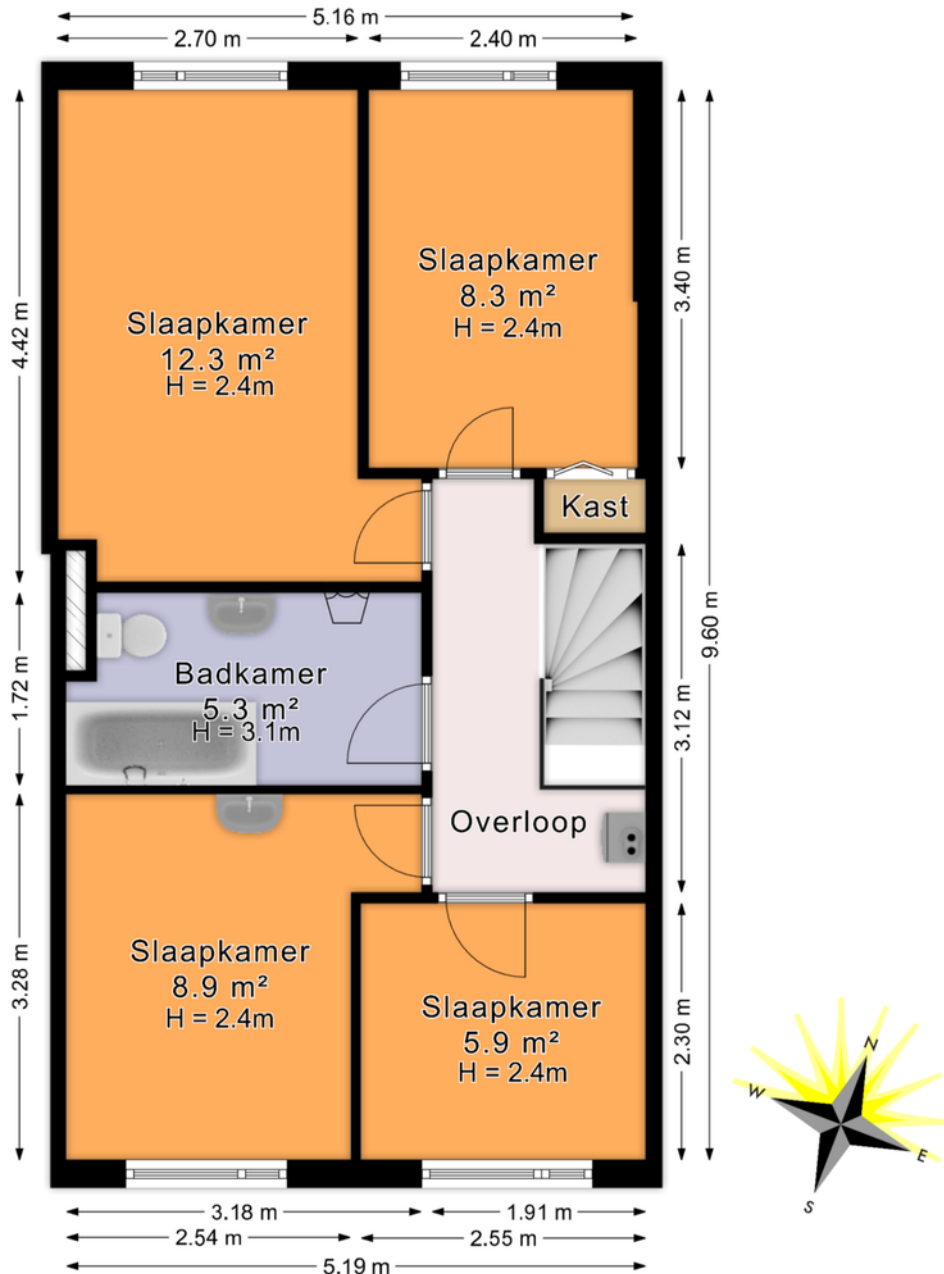 5.16 m
2.70 m
2.40 m
4.42 m
3.40 m
Slaapkamer
8.3 m²
H = 2.4m
Slaapkamer
12.3 m²
H = 2.4m
Kast
9.60 m
1.72 m
Badkamer
5.3 m²
H = 3.1m
3.12 m
Overloop
3.28 m
Slaapkamer
8.9 m²
H = 2.4m
Slaapkamer
5.9 m²
H = 2.4m
2.30 m
N
W
E
S
3.18 m
1.91 m
2.54 m
2.55 m
5.19 m